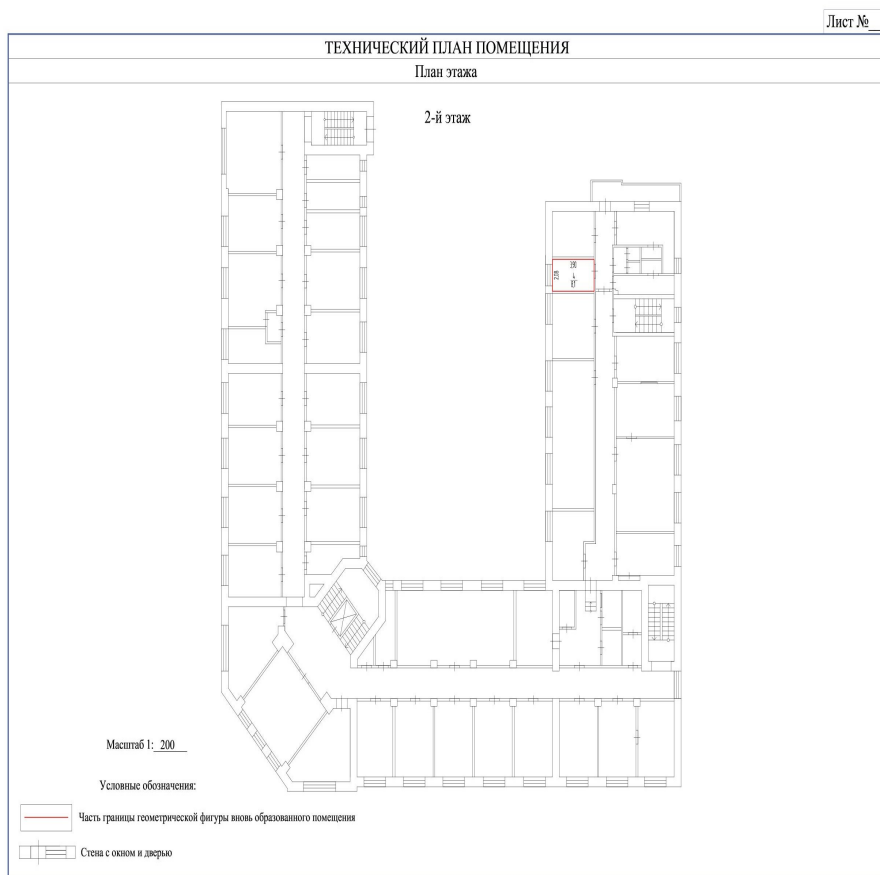 Лист №
ТЕХНИЧЕСКИЙ ПЛАН ПОМЕЩЕНИЯ
План этажа
2-й этаж
Масштаб 1: 200
Условные обозначения:
Часть границы геометрической фигуры вновь образованного помещения
Стена с окном и дверью